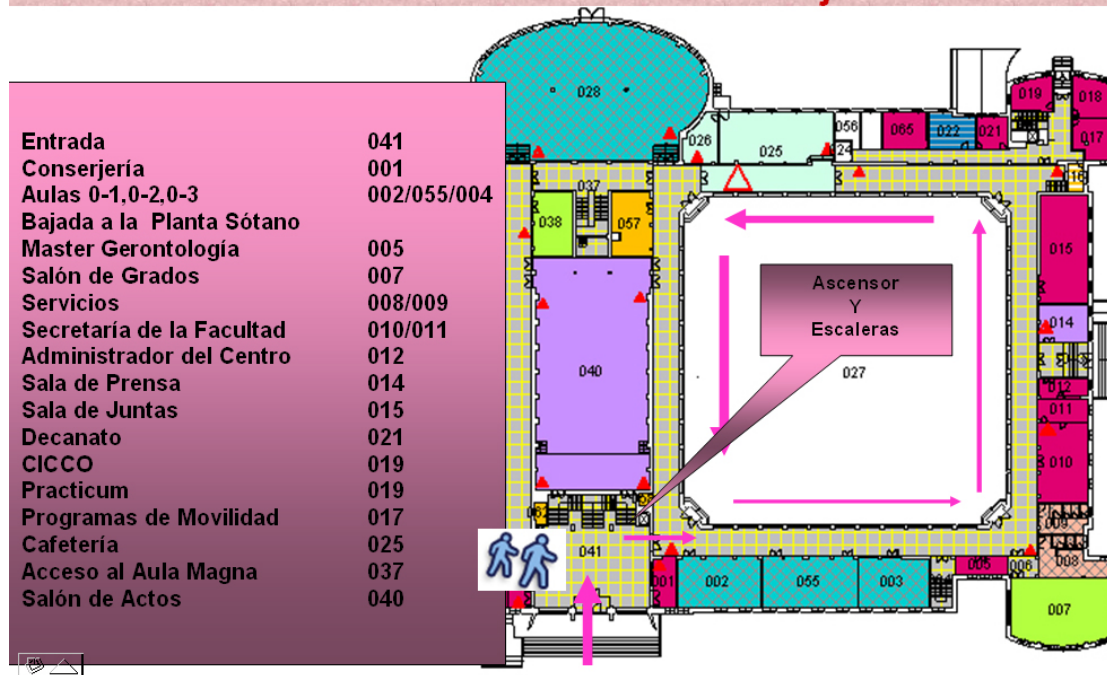 Entrada 041
Conserjería 001
Aulas 0-1,0-2,0-3 002/055/004
Bajada a la Planta Sótano
Master Gerontología 005
Salón de Grados 007
Servicios 008/009
Secretaría de la Facultad 010/011
Administrador del Centro 012
Sala de Prensa 014
Sala de Juntas 015
Decanato 021
CICCO 019
Practicum 019
Programas de Movilidad 017
Cafetería 025
Acceso al Aula Magna 037
Salón de Actos 040
028
026
025
056
24
065
022
021
019
018
017
16
037
038
057
015
014
Ascensor
Y
Escaleras
027
040
012
011
010
009
008
041
001
002
055
003
005
006
007